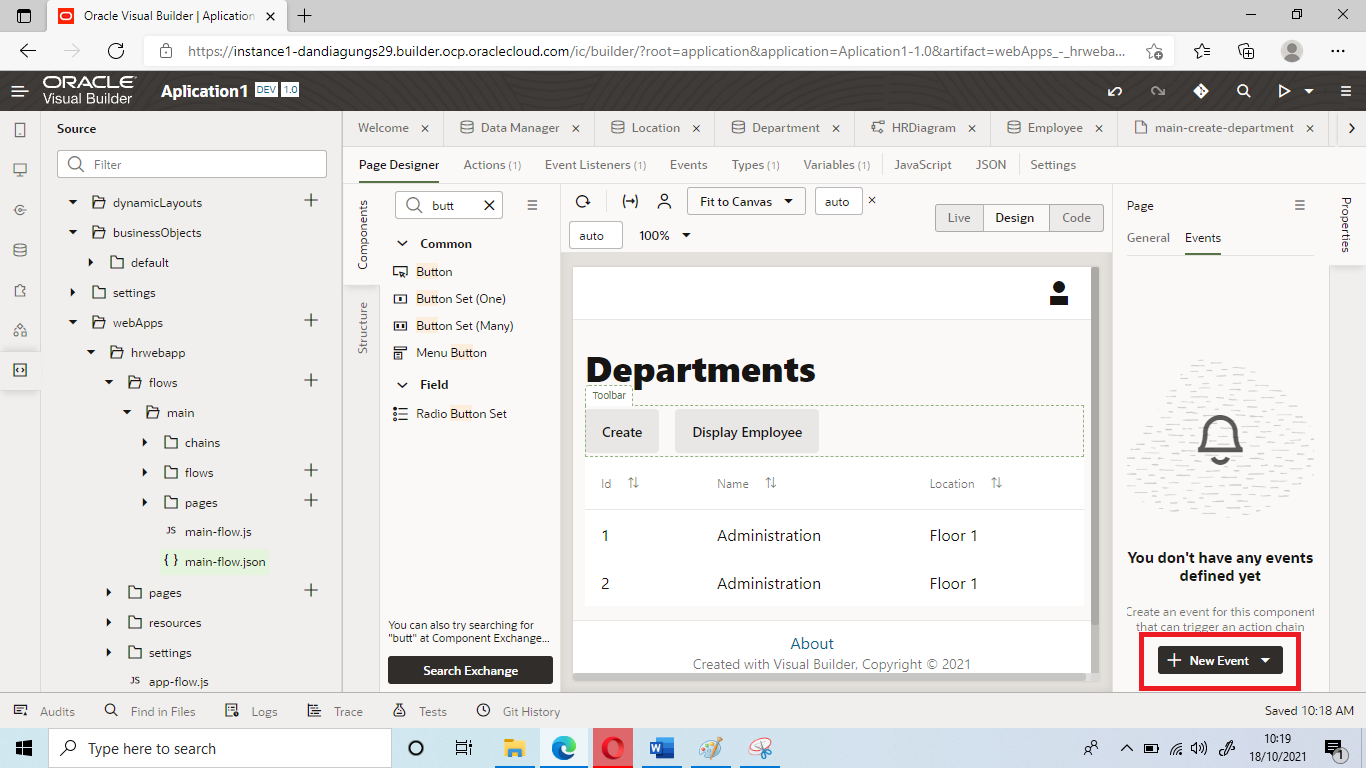 Oracle Visual Builder | Aplication
https://instance1-dandiagungs29.builder.ocp.oraclecloud.com/ic/builder/?root=application&application=Aplication1-1.0&artifact=webApps_-_hrweba...
ORACLE
Visual Builder
Aplication1 DEV 1.0
Source
Welcome
Data Manager
Location
Department
HRDiagram
Employee
main-create-department
Filter
Page Designer
Actions (1)
Event Listeners (1)
Events
Types (1)
Variables (1)
JavaScript
JSON
Settings
dynamicLayouts
businessObjects
default
settings
webApps
hrwebapp
flows
main
chains
flows
pages
main-flow.js
main-flow.json
pages
resources
settings
JS app-flow.js
Components
Structure
butt
Common
Button
Button Set (One)
Button Set (Many)
Menu Button
Field
Radio Button Set
You can also try searching for
"butt" at Component Exchange...
Search Exchange
Fit to Canvas
auto
auto
100%
Live
Design
Code
Departments
Toolbar
Create
Display Employee
Id
Name
Location
1 Administration Floor 1
2 Administration Floor 1
About
Created with Visual Builder, Copyright © 2021
Page
General
Events
Properties
You don't have any events
defined yet
Create an event for this component
that can trigger an action chain
+ New Event
Audits
Find in Files
Logs
Trace
Tests
Git History
Saved 10:18 AM
Type here to search
10:19
18/10/2021
1